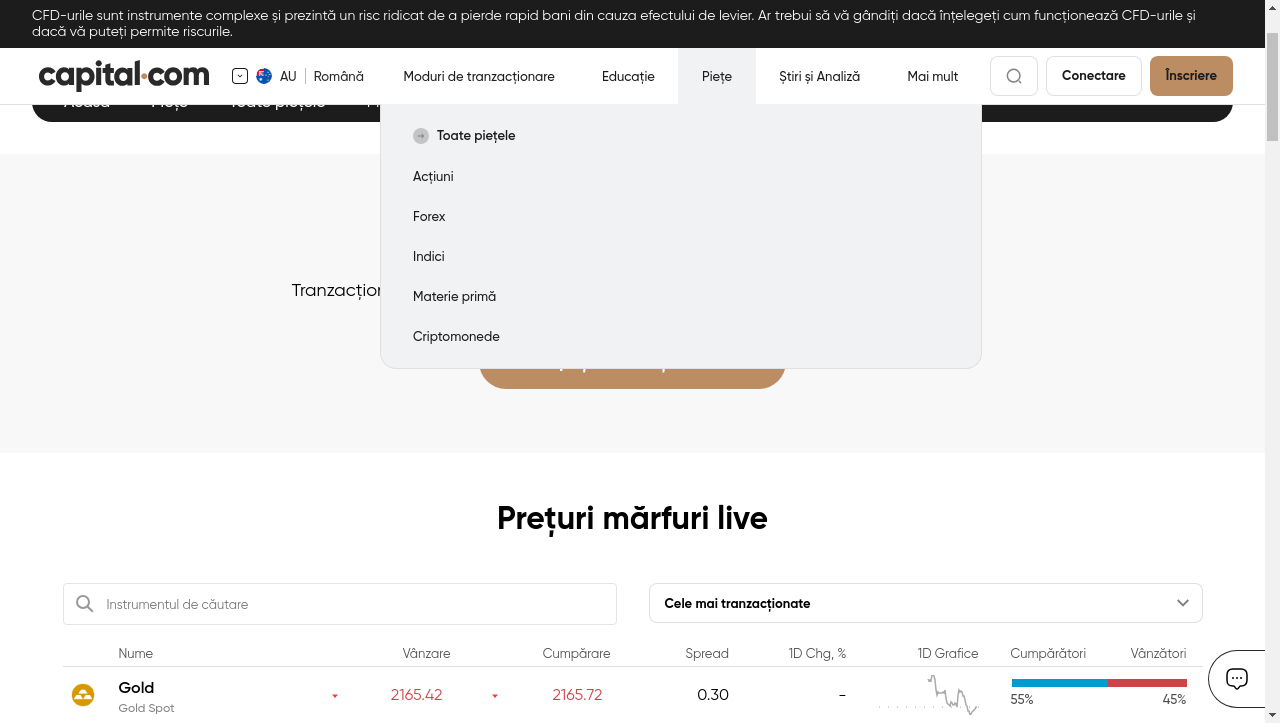 CFD-urile sunt instrumente complexe și prezintă un risc ridicat de a pierde rapid bani din cauza efectului de levier. Ar trebui să vă gândiți dacă înțelegeți cum funcționează CFD-urile și
dacă vă puteți permite riscurile.
capital.com
AU
Română
Moduri de tranzacționare
Educație
Piețe
Știri și Analiză
Mai mult
Conectare
Înscriere
Toate piețele
Acțiuni
Forex
Indici
Materie primă
Criptomonede
Prețuri mărfuri live
Instrumentul de căutare
Cele mai tranzacționate
Nume
Vânzare
Cumpărare
Spread
1D Chg, %
1D Grafice
Cumpărători
Vânzători
Gold
Gold Spot
2165.42
2165.72
0.30
-
55%
45%